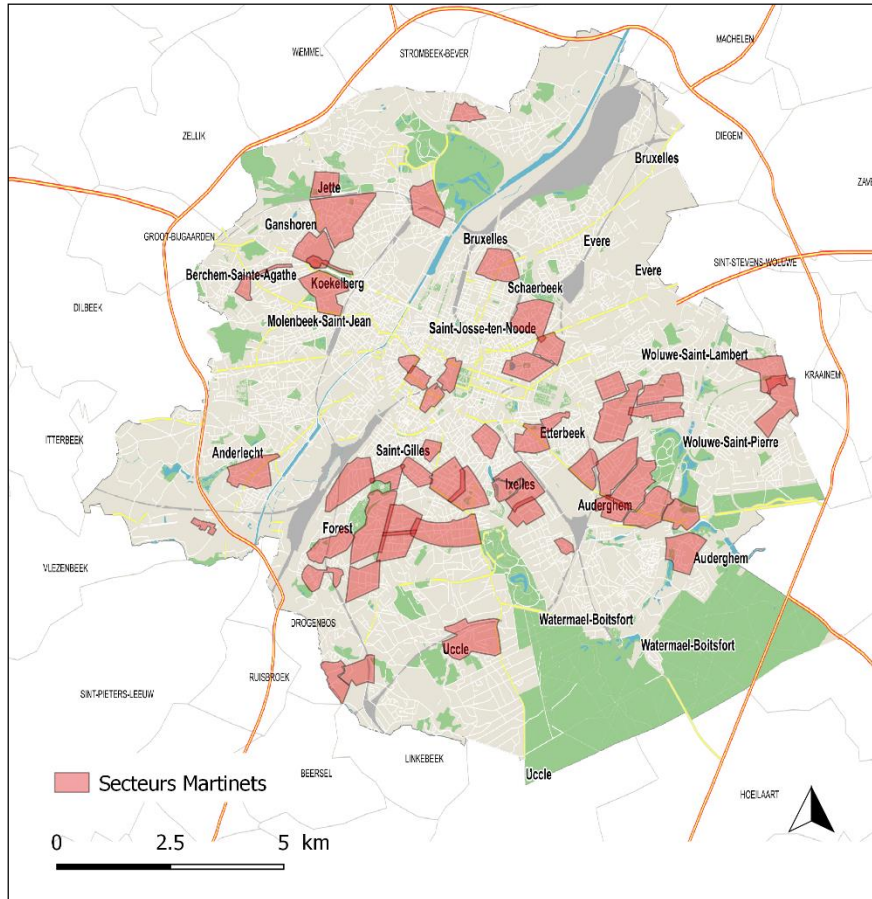 WEMMEL
STROMBEEK-BEVER
MACHELEN
ZELLIK
DIEGEM
Bruxelles
Jette
Ganshoren
GROOT-BIJGAARDEN
Bruxelles
Evere
SINT-STEVENS-WOLUWE
Evere
Berchem-Sainte-Agathe
Koekelberg
Schaerbeek
DILBEEK
Molenbeek-Saint-Jean
Saint-Josse-ten-Noode
Woluwe-Saint-Lambert
KRAAINEM
ITTERBEEK
Anderlecht
Saint-Gilles
Etterbeek
Woluwe-Saint-Pierre
Ixelles
Auderghem
Forest
VLEZENBEEK
Auderghem
DROGENBOS
Watermael-Boitsfort
Uccle
Watermael-Boitsfort
RUISBROEK
SINT-PIETERS-LEEUW
LINKEBEEK
BEERSEL
Uccle
HOEILAART
Secteurs Martinets
0 2.5 5 km